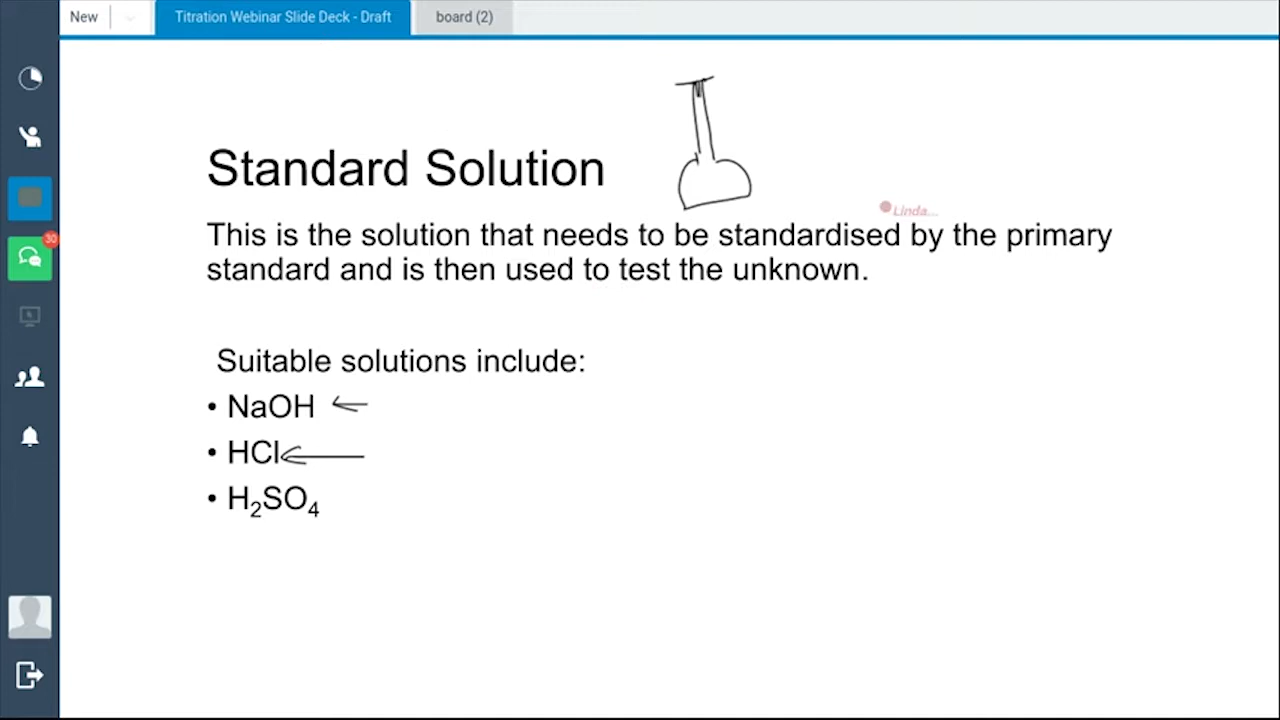 New
Titration Webinar Slide Deck - Draft
board (2)
30
Standard Solution
Linda...
This is the solution that needs to be standardised by the primary
standard and is then used to test the unknown.
Suitable solutions include:
• NaOH
• HCl
• H₂SO₄